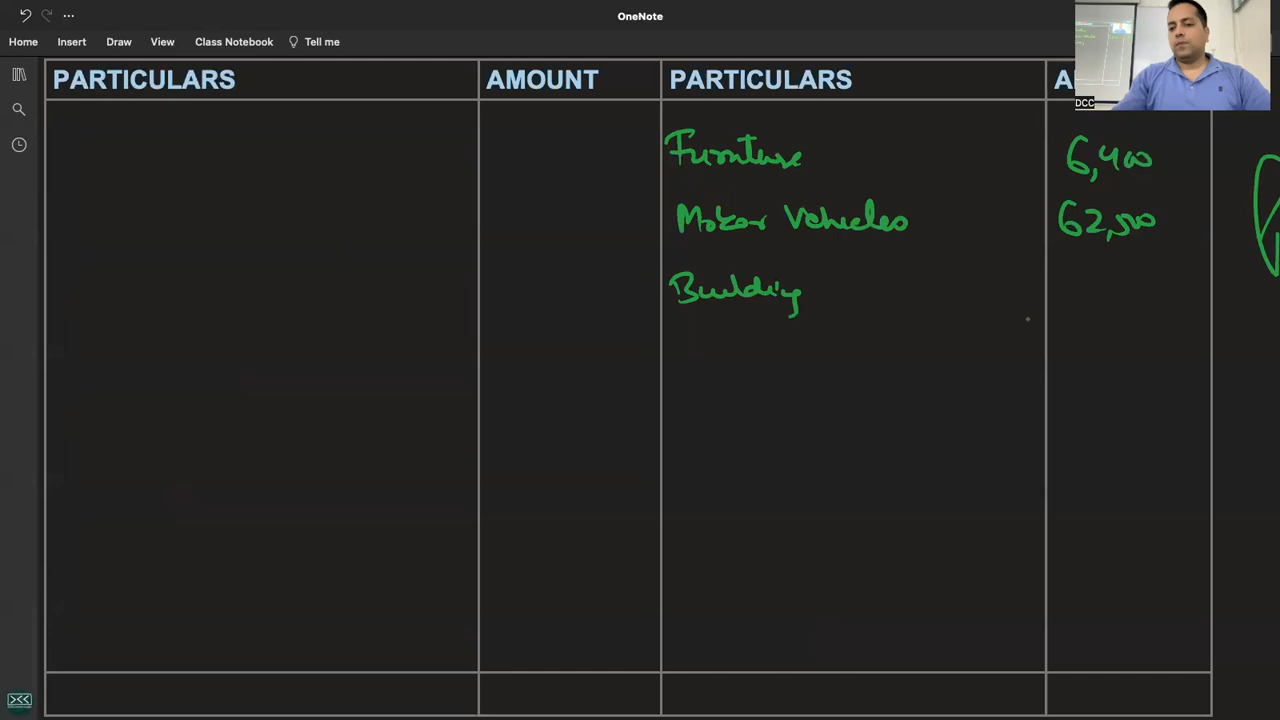 OneNote
Home Insert Draw View Class Notebook Tell me
PARTICULARS AMOUNT PARTICULARS A
DCC
Furniture 6,400
Motor Vehicles 62,500
Building